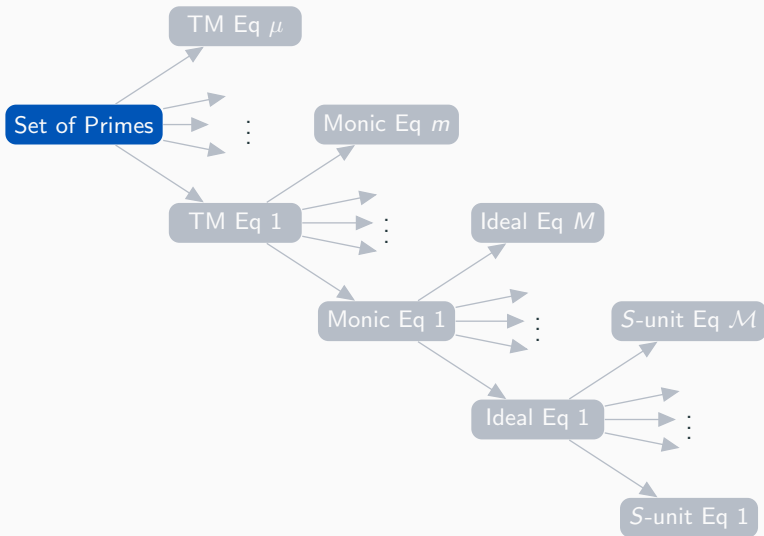 TM Eq μ
Set of Primes
⋮
Monic Eq m
TM Eq 1
⋮
Ideal Eq M
Monic Eq 1
⋮
S-unit Eq ℳ
Ideal Eq 1
⋮
S-unit Eq 1